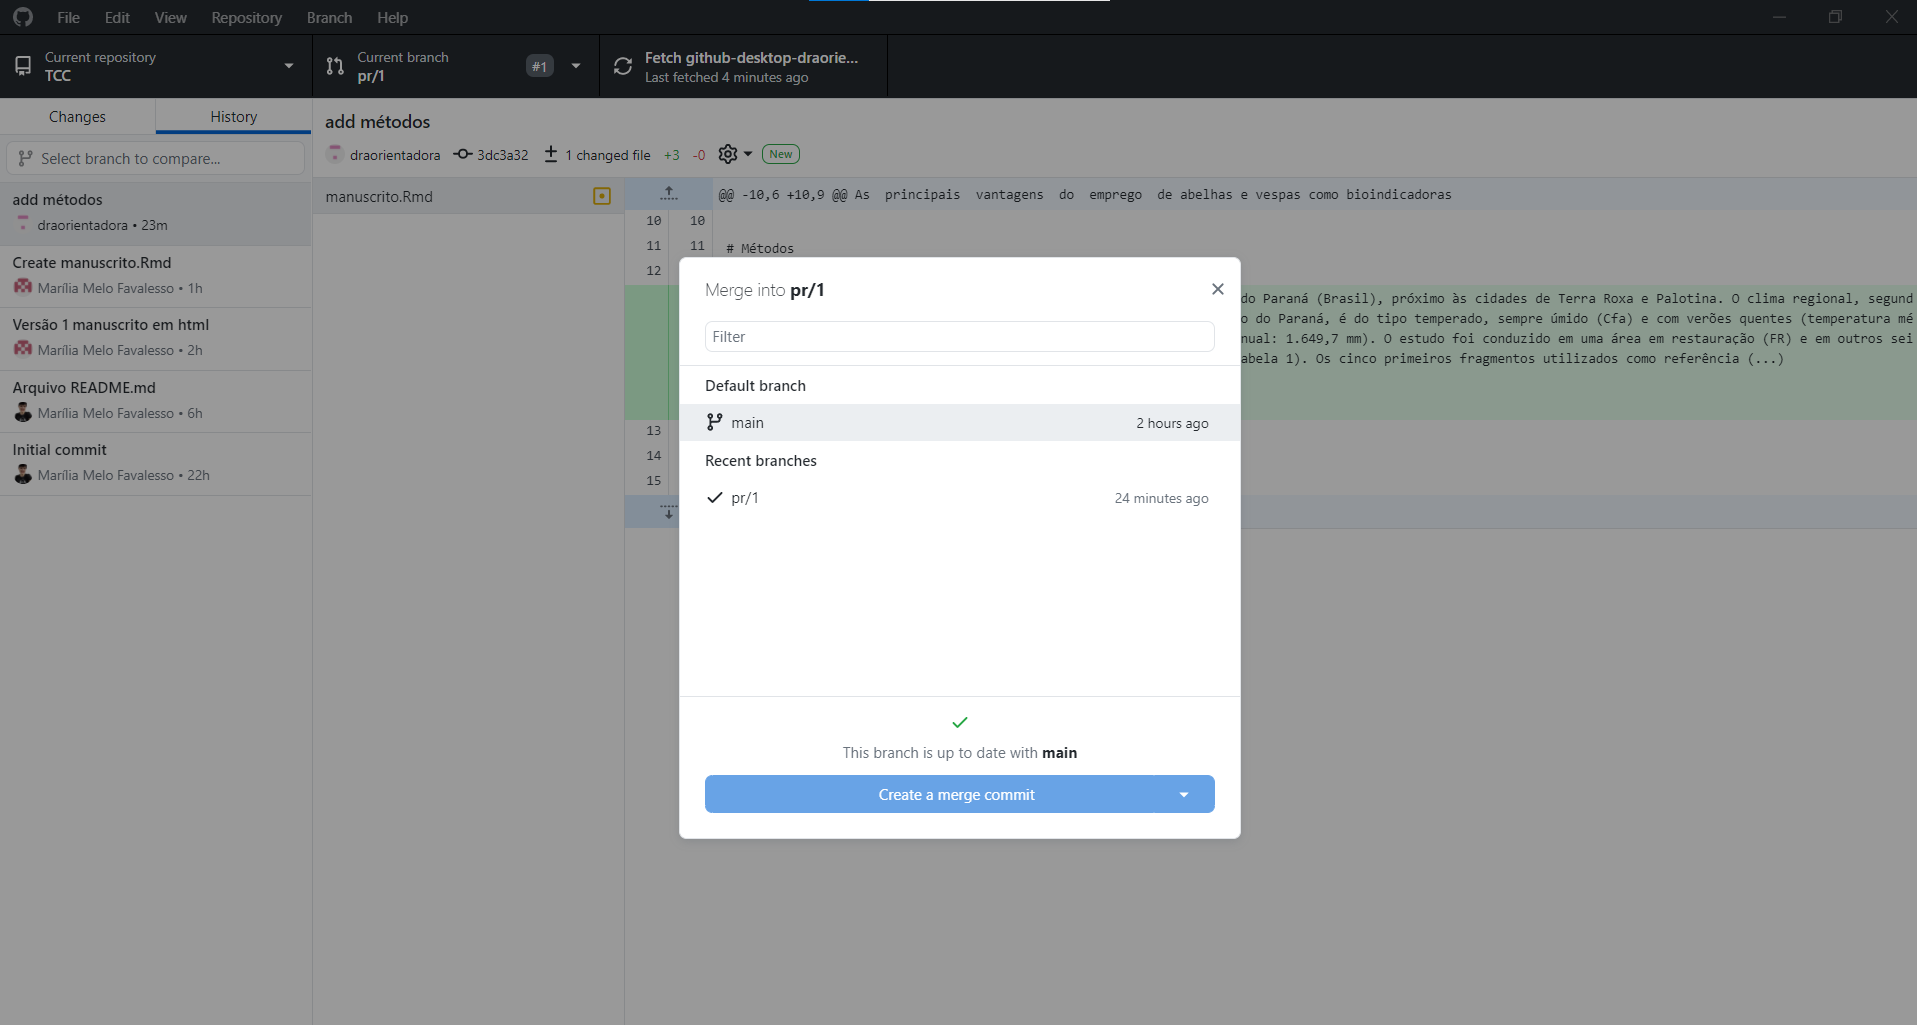 File Edit View Repository Branch Help
Current repository
TCC
Current branch
pr/1
#1
Fetch github-desktop-draorie...
Last fetched 4 minutes ago
Changes
History
Select branch to compare...
add métodos
draorientadora • 23m
Create manuscrito.Rmd
Marília Melo Favalesso • 1h
Versão 1 manuscrito em html
Marília Melo Favalesso • 2h
Arquivo README.md
Marília Melo Favalesso • 6h
Initial commit
Marília Melo Favalesso • 22h
add métodos
draorientadora 3dc3a32 1 changed file +3 -0 New
manuscrito.Rmd
@@ -10,6 +10,9 @@ As principais vantagens do emprego de abelhas e vespas como bioindicadoras
10 10
11 11 # Métodos
12
do Paraná (Brasil), próximo às cidades de Terra Roxa e Palotina. O clima regional, segund
o do Paraná, é do tipo temperado, sempre úmido (Cfa) e com verões quentes (temperatura mé
nual: 1.649,7 mm). O estudo foi conduzido em uma área em restauração (FR) e em outros sei
abela 1). Os cinco primeiros fragmentos utilizados como referência (...)
13
14
15
Merge into pr/1
Filter
Default branch
main 2 hours ago
Recent branches
pr/1 24 minutes ago
This branch is up to date with main
Create a merge commit